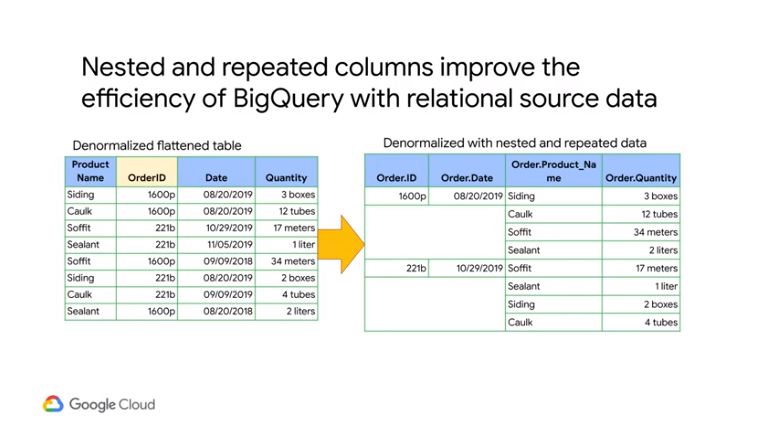 Nested and repeated columns improve the
efficiency of BigQuery with relational source data
Denormalized flattened table
Product Name OrderID Date Quantity
Siding 1600p 08/20/2019 3 boxes
Caulk 1600p 08/20/2019 12 tubes
Soffit 221b 10/29/2019 17 meters
Sealant 221b 11/05/2019 1 liter
Soffit 1600p 09/09/2018 34 meters
Siding 221b 08/20/2019 2 boxes
Caulk 221b 09/09/2019 4 tubes
Sealant 1600p 08/20/2018 2 liters
Denormalized with nested and repeated data
Order.ID Order.Date Order.Product_Name Order.Quantity
1600p 08/20/2019 Siding 3 boxes
Caulk 12 tubes
Soffit 34 meters
Sealant 2 liters
221b 10/29/2019 Soffit 17 meters
Sealant 1 liter
Siding 2 boxes
Caulk 4 tubes
Google Cloud